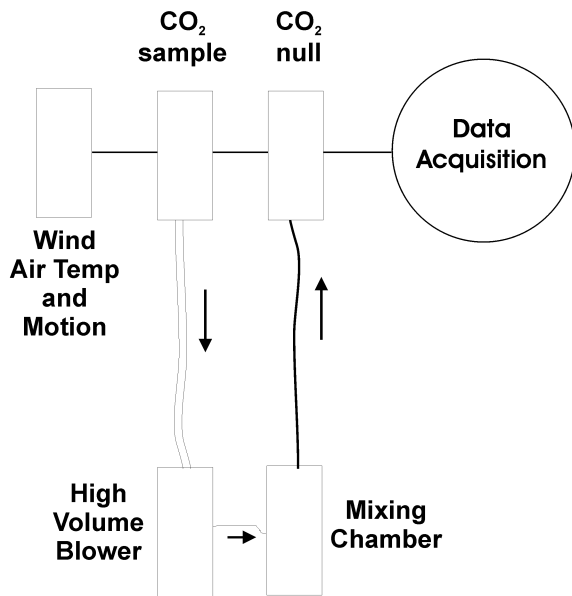 CO₂
sample
CO₂
null
Data
Acquisition
Wind
Air Temp
and
Motion
High
Volume
Blower
Mixing
Chamber